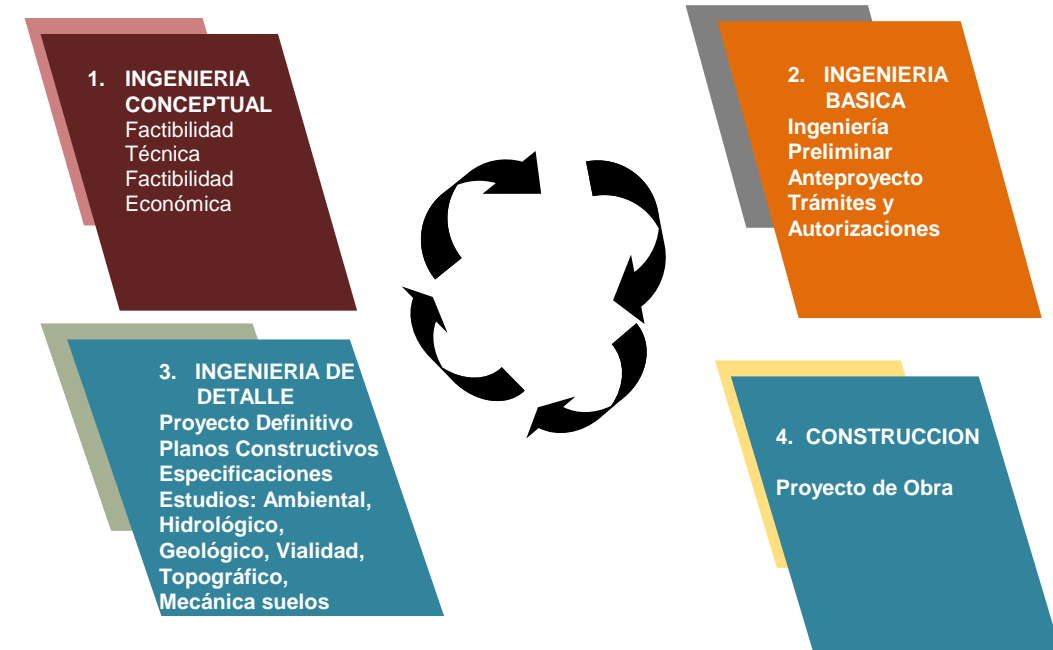 1. INGENIERIA
CONCEPTUAL
Factibilidad
Técnica
Factibilidad
Económica
2. INGENIERIA
BASICA
Ingeniería
Preliminar
Anteproyecto
Trámites y
Autorizaciones
3. INGENIERIA DE
DETALLE
Proyecto Definitivo
Planos Constructivos
Especificaciones
Estudios: Ambiental,
Hidrológico,
Geológico, Vialidad,
Topográfico,
Mecánica suelos
4. CONSTRUCCION
Proyecto de Obra